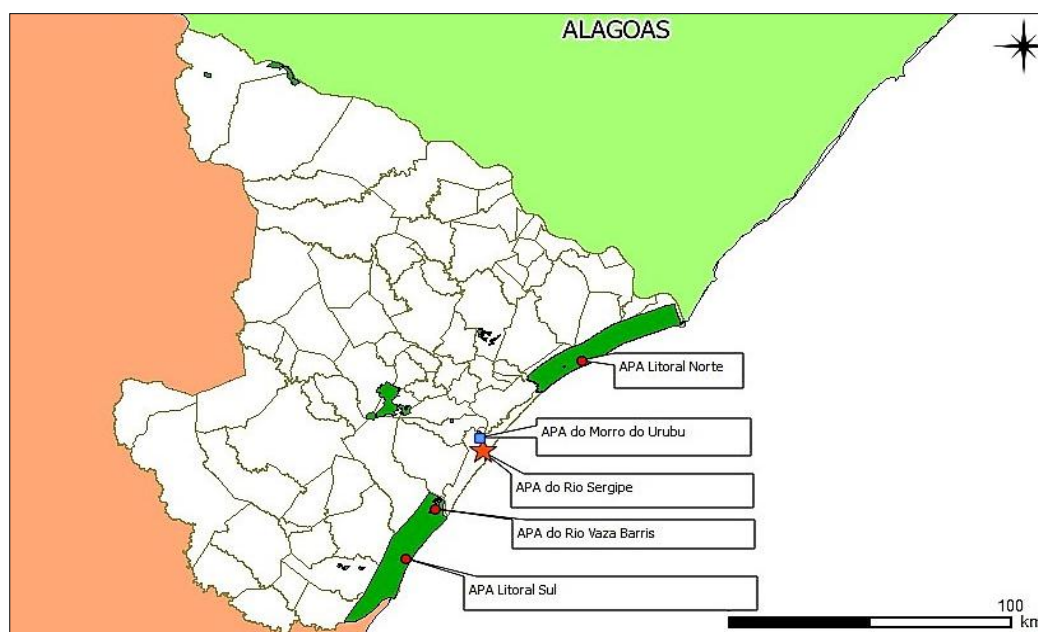 ALAGOAS
APA Litoral Norte
APA do Morro do Urubu
APA do Rio Sergipe
APA do Rio Vaza Barris
APA Litoral Sul
100
km